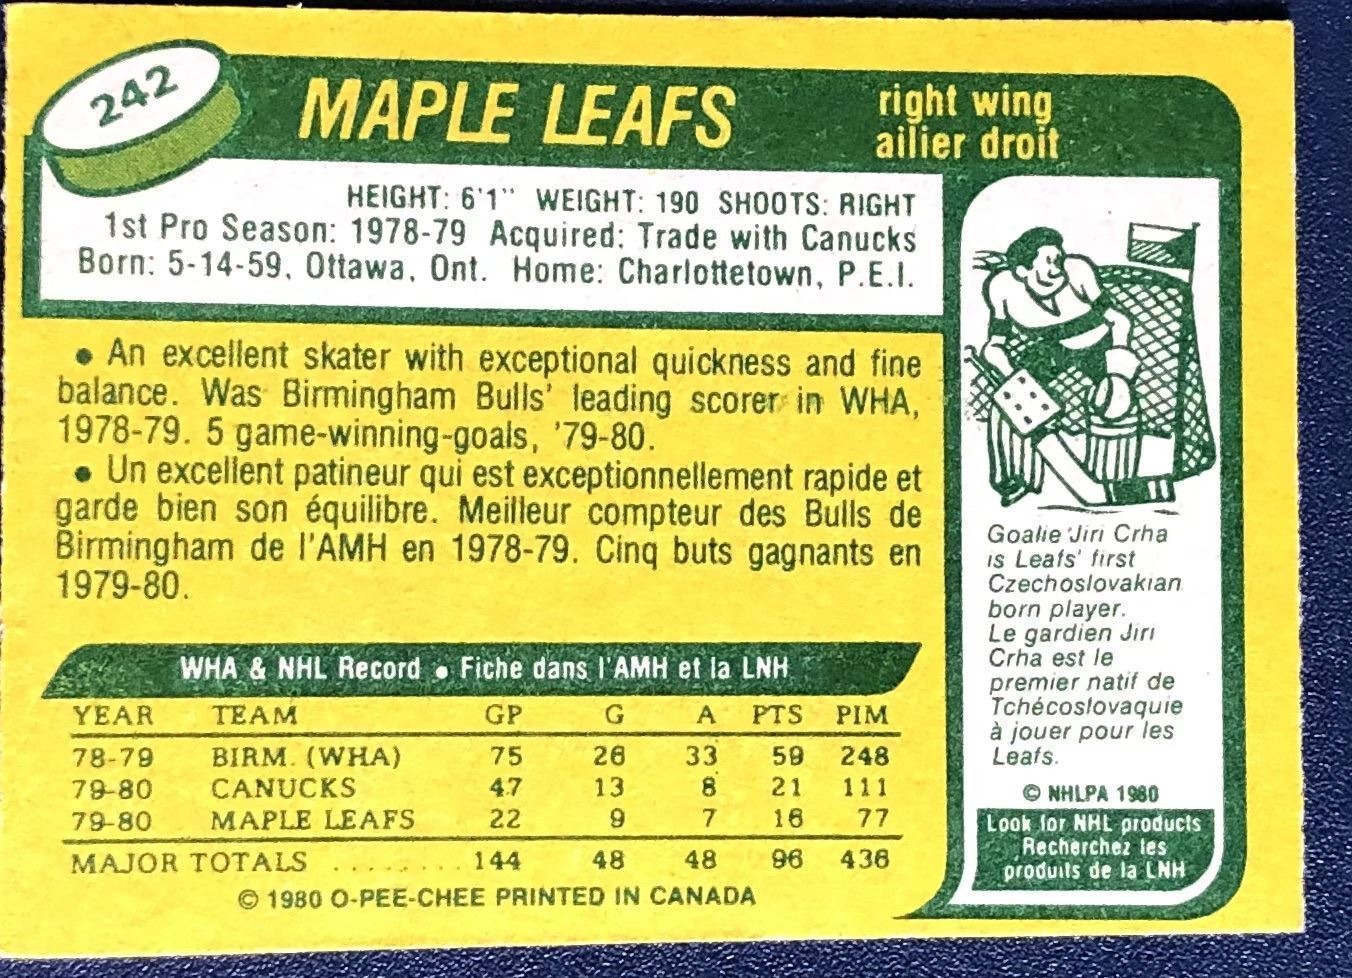 242
MAPLE LEAFS
right wing
ailier droit
HEIGHT: 6'1" WEIGHT: 190 SHOOTS: RIGHT
1st Pro Season: 1978-79 Acquired: Trade with Canucks
Born: 5-14-59, Ottawa, Ont. Home: Charlottetown, P.E.I.
• An excellent skater with exceptional quickness and fine
balance. Was Birmingham Bulls' leading scorer in WHA,
1978-79. 5 game-winning-goals, '79-80.
• Un excellent patineur qui est exceptionnellement rapide et
garde bien son équilibre. Meilleur compteur des Bulls de
Birmingham de l'AMH en 1978-79. Cinq buts gagnants en
1979-80.
WHA & NHL Record • Fiche dans l'AMH et la LNH
YEAR TEAM GP G A PTS PIM
78-79 BIRM. (WHA) 75 26 33 59 248
79-80 CANUCKS 47 13 8 21 111
79-80 MAPLE LEAFS 22 9 7 16 77
MAJOR TOTALS ........ 144 48 48 96 436
© 1980 O-PEE-CHEE PRINTED IN CANADA
Goalie Jiri Crha
is Leafs' first
Czechoslovakian
born player.
Le gardien Jiri
Crha est le
premier natif de
Tchécoslovaquie
à jouer pour les
Leafs.
© NHLPA 1980
Look for NHL products
Recherchez les
produits de la LNH